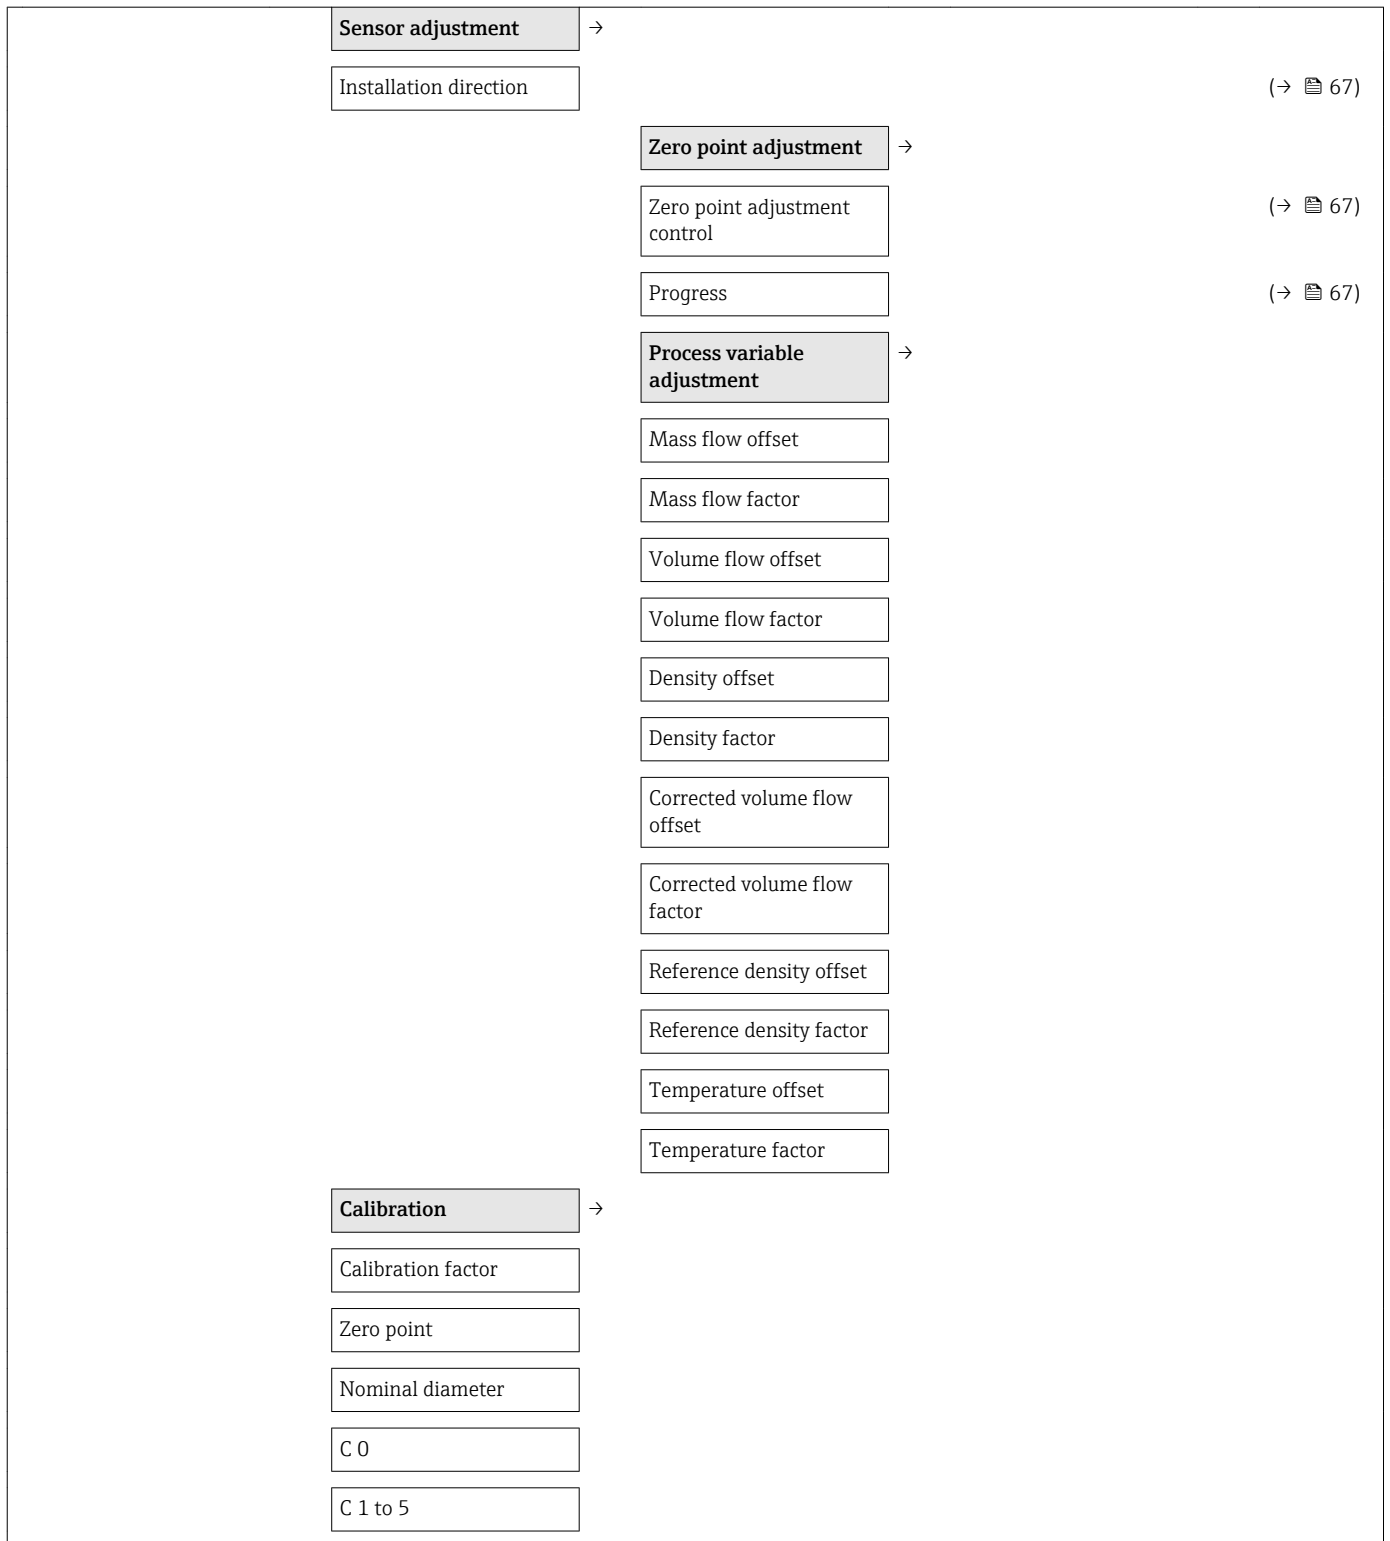 Sensor adjustment →
Installation direction (→ 67)
Zero point adjustment →
Zero point adjustment (→ 67)
control
Progress (→ 67)
Process variable →
adjustment
Mass flow offset
Mass flow factor
Volume flow offset
Volume flow factor
Density offset
Density factor
Corrected volume flow
offset
Corrected volume flow
factor
Reference density offset
Reference density factor
Temperature offset
Temperature factor
Calibration →
Calibration factor
Zero point
Nominal diameter
C 0
C 1 to 5